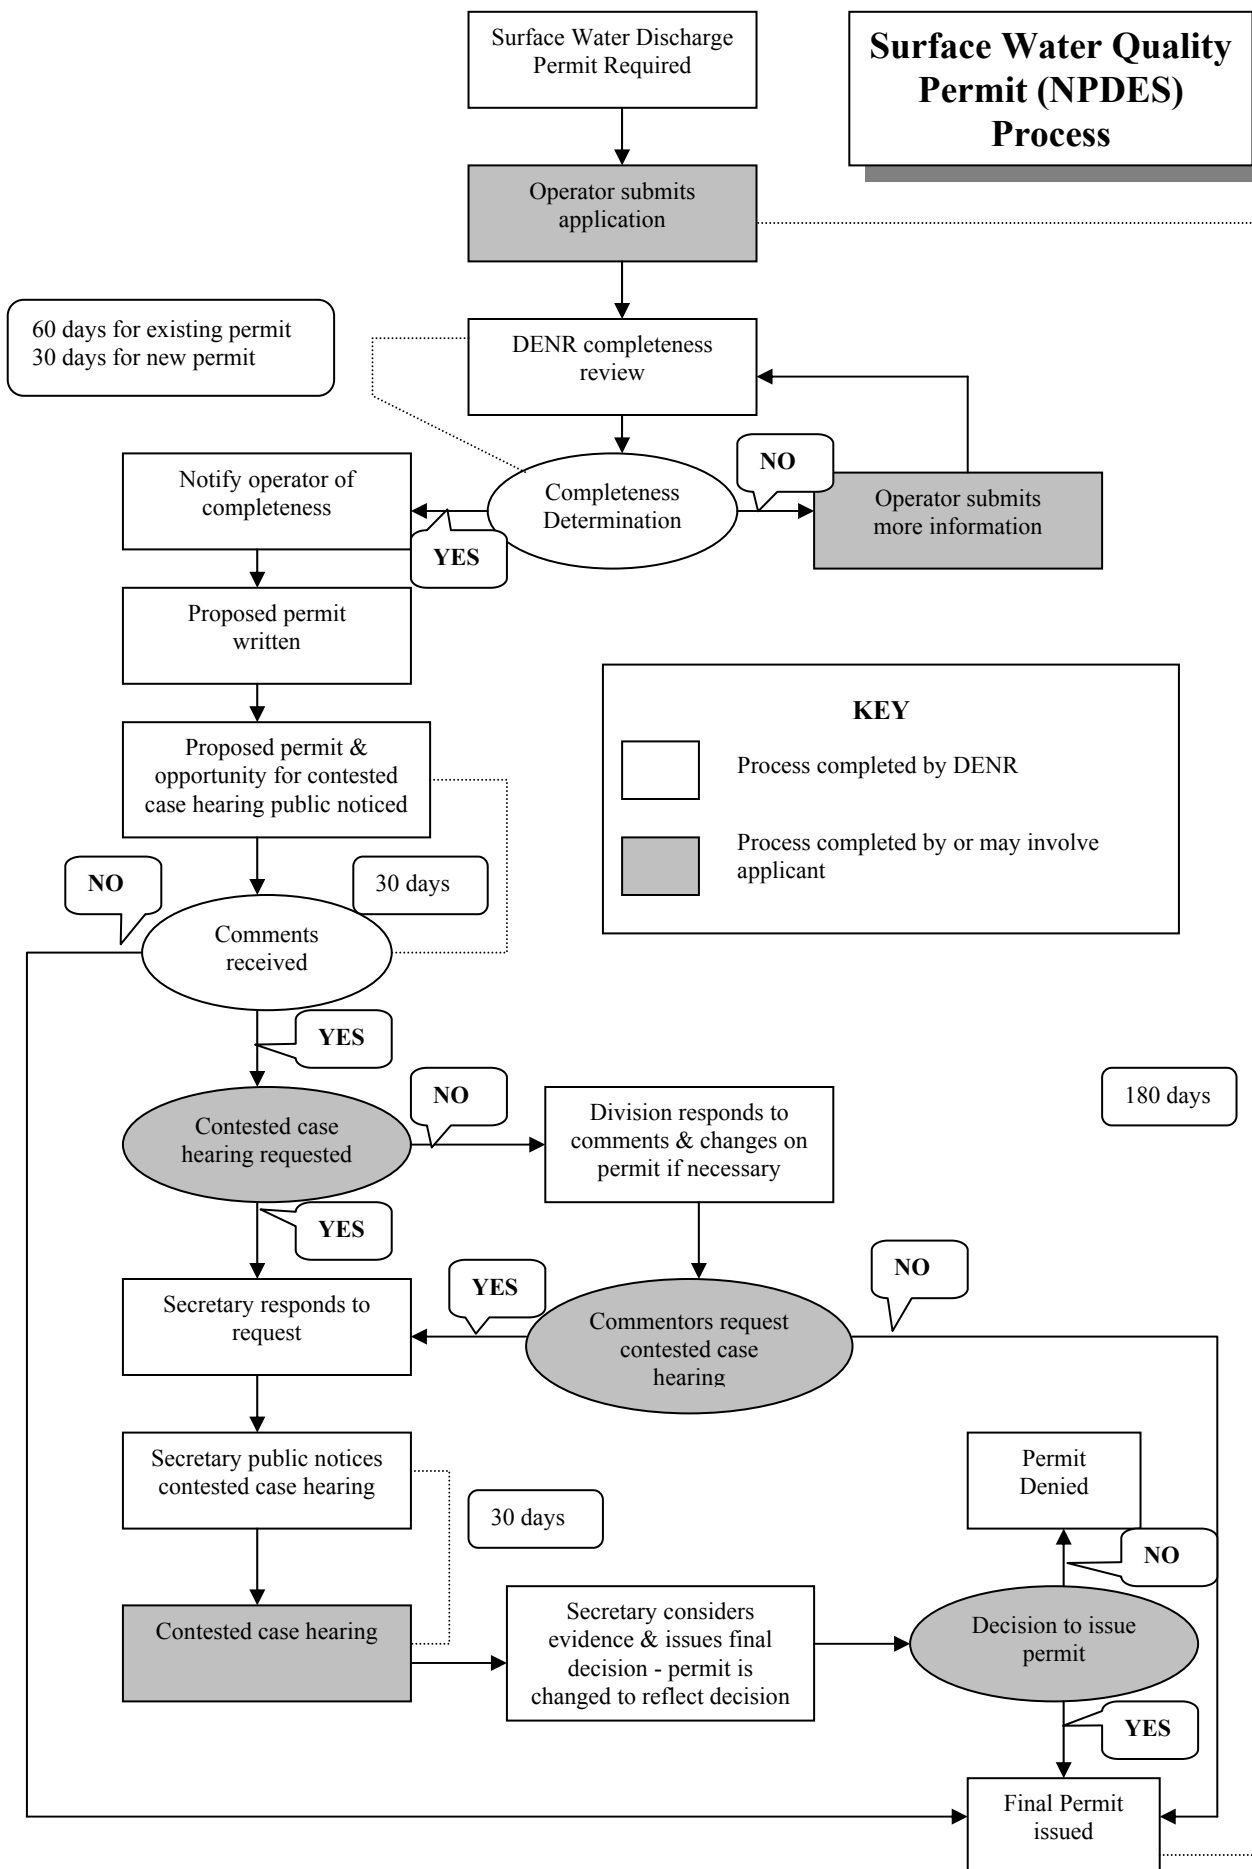 Surface Water Discharge
Permit Required
Surface Water Quality
Permit (NPDES)
Process
Operator submits
application
60 days for existing permit
30 days for new permit
DENR completeness
review
Notify operator of
completeness
YES
Completeness
Determination
NO
Operator submits
more information
Proposed permit
written
KEY
Process completed by DENR
Process completed by or may involve
applicant
Proposed permit &
opportunity for contested
case hearing public noticed
NO
30 days
Comments
received
YES
Contested case
hearing requested
NO
Division responds to
comments & changes on
permit if necessary
180 days
YES
Secretary responds to
request
YES
Commentors request
contested case
hearing
NO
Secretary public notices
contested case hearing
30 days
Permit
Denied
NO
Contested case hearing
Secretary considers
evidence & issues final
decision - permit is
changed to reflect decision
Decision to issue
permit
YES
Final Permit
issued